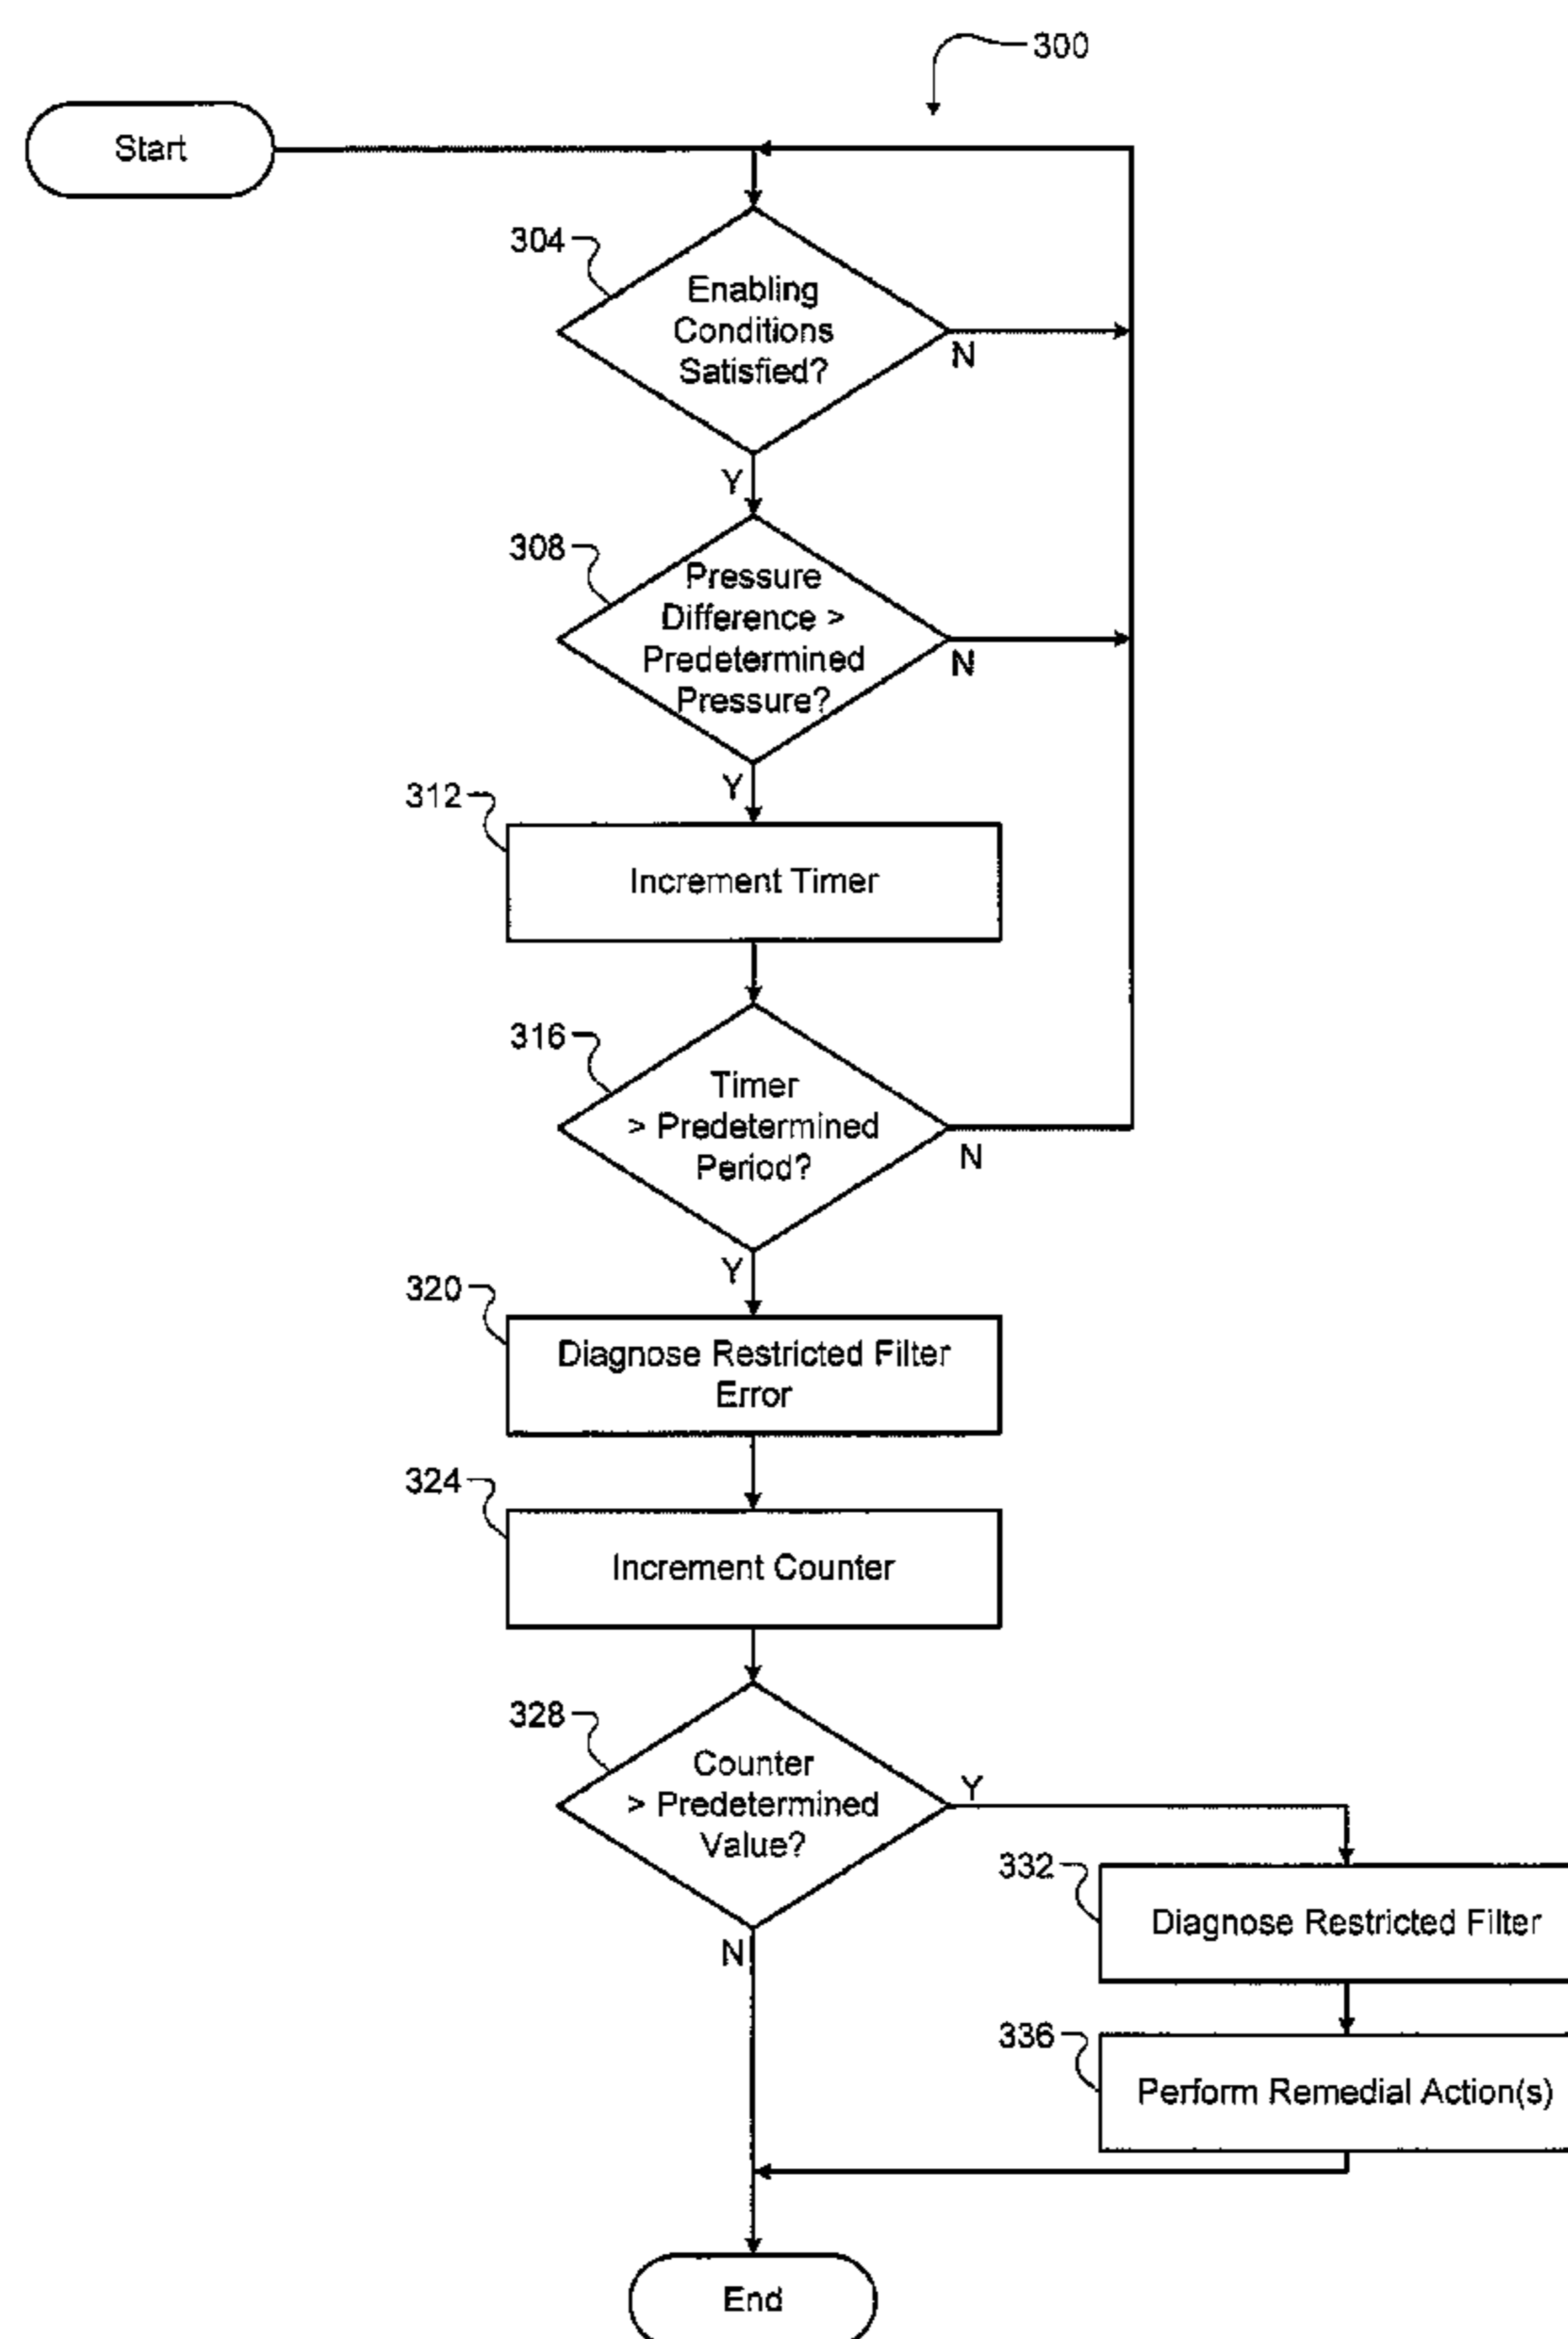 300
Start
304
Enabling
Conditions
Satisfied?
N
Y
308
Pressure
Difference >
Predetermined
Pressure?
N
Y
312
Increment Timer
316
Timer
> Predetermined
Period?
N
Y
320
Diagnose Restricted Filter
Error
324
Increment Counter
328
Counter
> Predetermined
Value?
Y
N
332
Diagnose Restricted Filter
336
Perform Remedial Action(s)
End